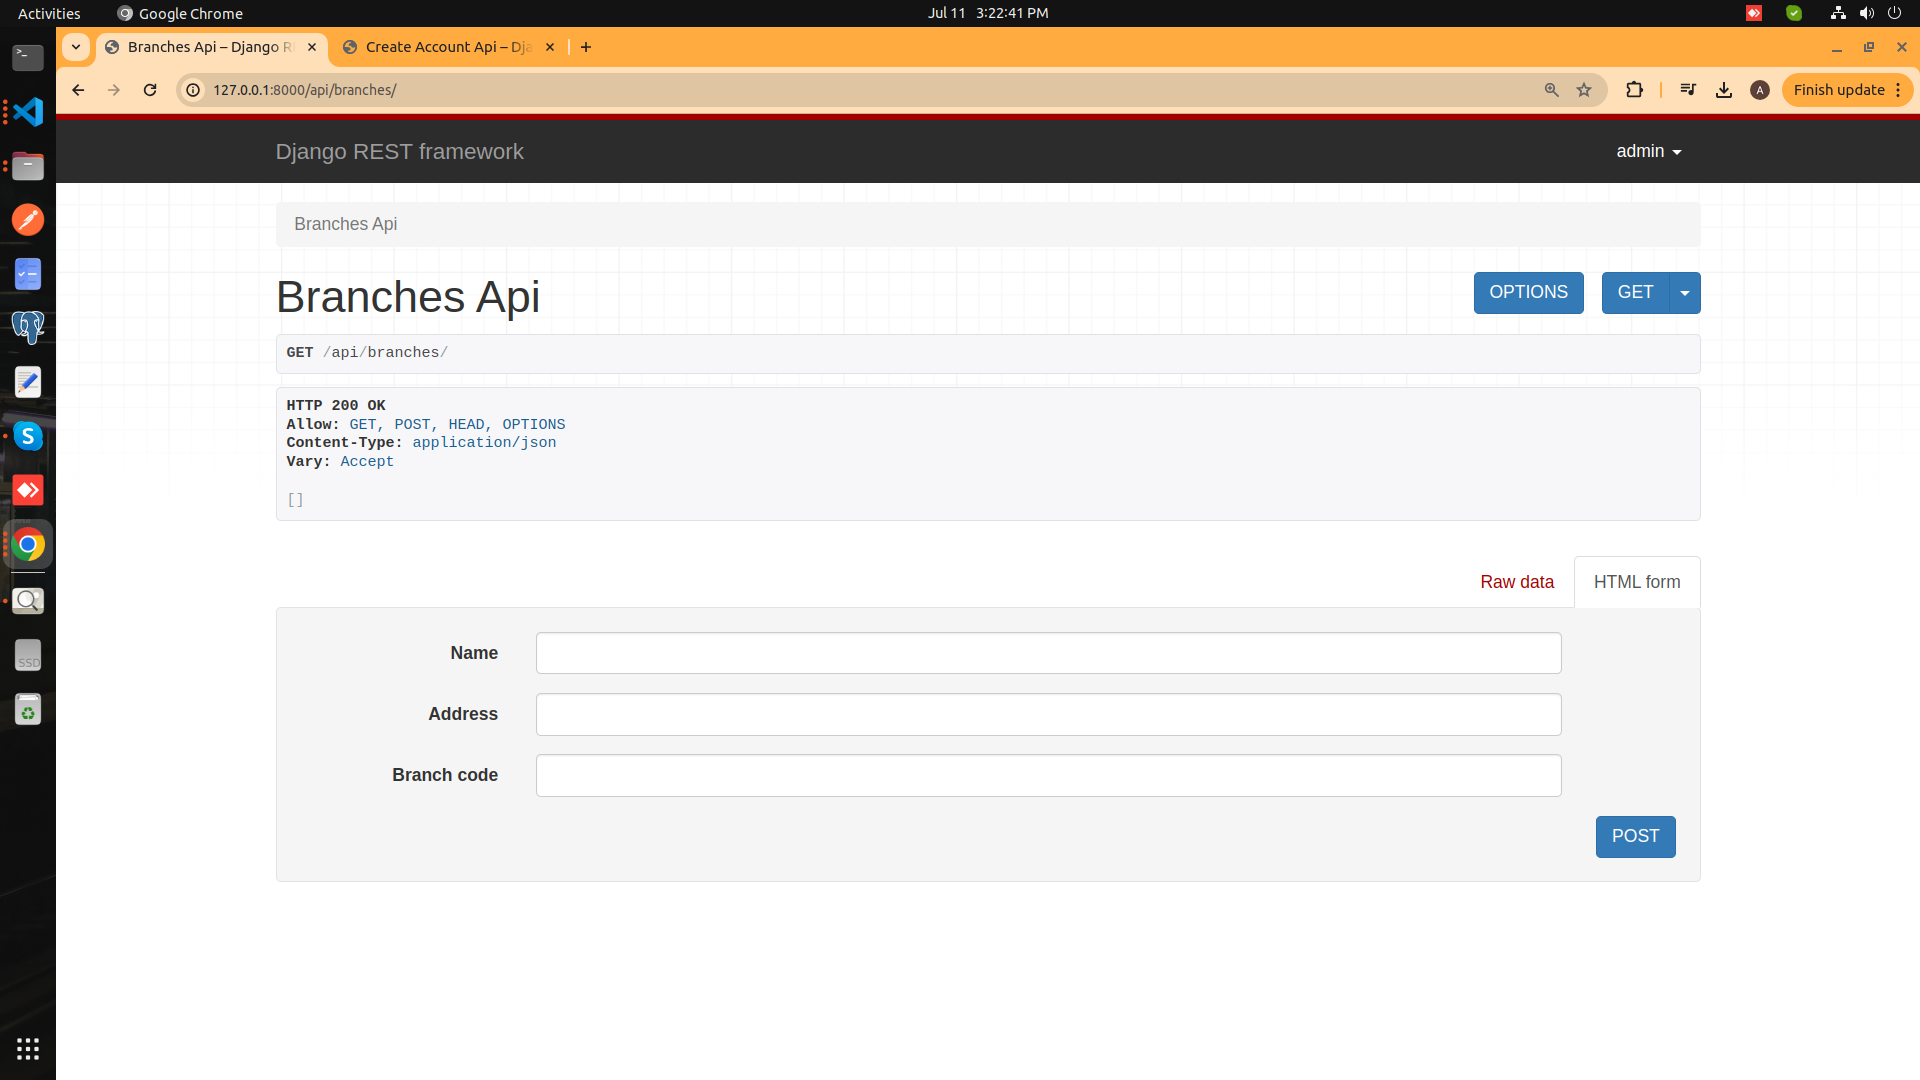 Activities Google Chrome Jul 11 3:22:41 PM
Branches Api – Django R Create Account Api – Dja
127.0.0.1:8000/api/branches/ A Finish update
Django REST framework admin
Branches Api
Branches Api OPTIONS GET
GET /api/branches/
HTTP 200 OK
Allow: GET, POST, HEAD, OPTIONS
Content-Type: application/json
Vary: Accept
[]
Raw data HTML form
Name
Address
Branch code
POST
SSD